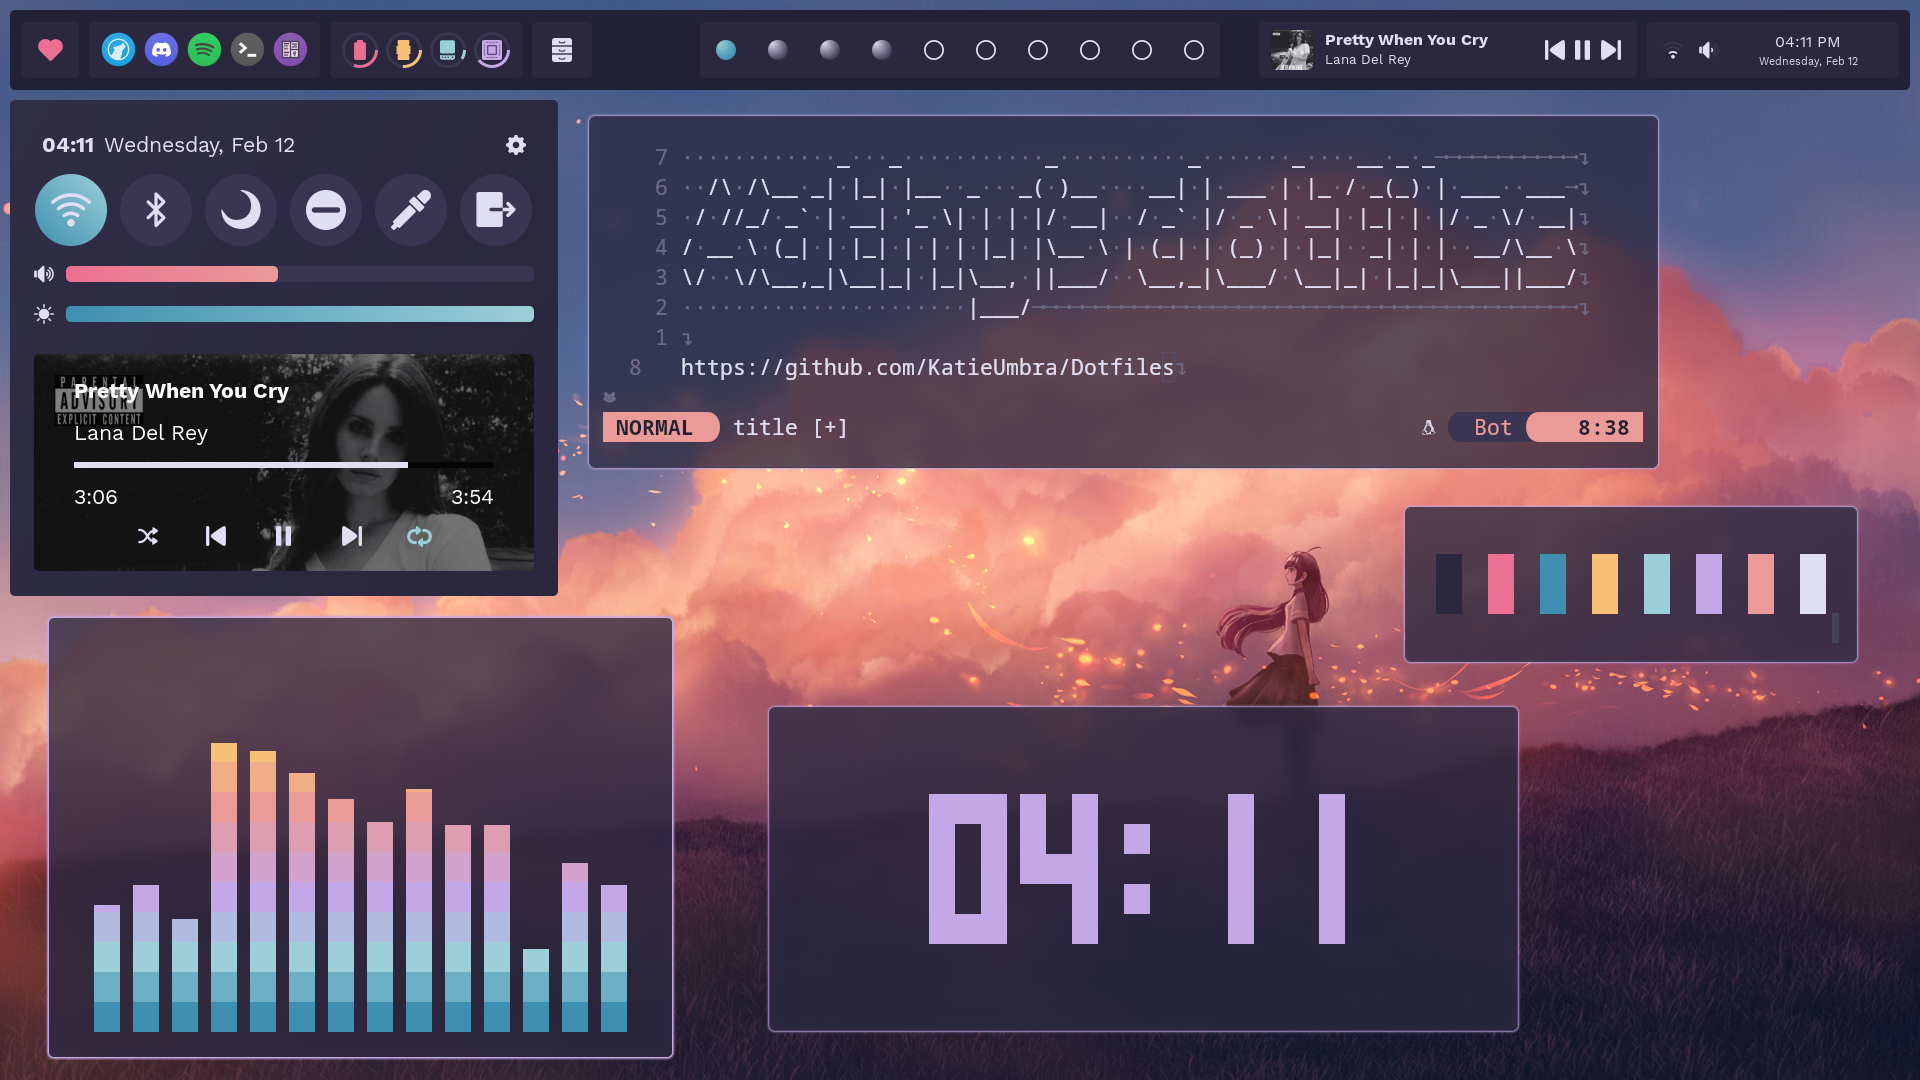 Pretty When You Cry
Lana Del Rey
04:11 PM
Wednesday, Feb 12
04:11 Wednesday, Feb 12
PARENTAL
ADVISORY
EXPLICIT CONTENT
Pretty When You Cry
Lana Del Rey
3:06
3:54
7
6
5
4
3
2
1
8 https://github.com/KatieUmbra/Dotfiles
NORMAL title [+] Bot 8:38
04:11